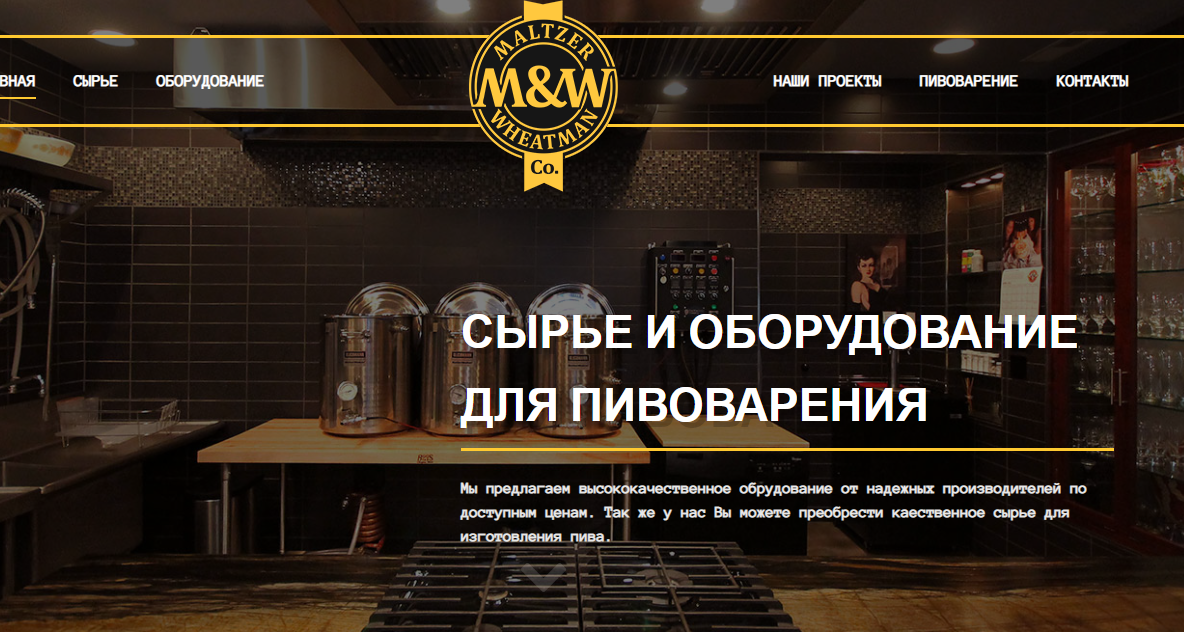 ВНАЯ СЫРЬЕ ОБОРУДОВАНИЕ
MALTZER
M&W
WHEATMAN
Co.
НАШИ ПРОЕКТЫ ПИВОВАРЕНИЕ КОНТАКТЫ
СЫРЬЕ И ОБОРУДОВАНИЕ
ДЛЯ ПИВОВАРЕНИЯ
Мы предлагаем высококачественное обрудование от надежных производителей по
доступным ценам. Так же у нас Вы можете преобрести каественное сырье для
изготовления пива.